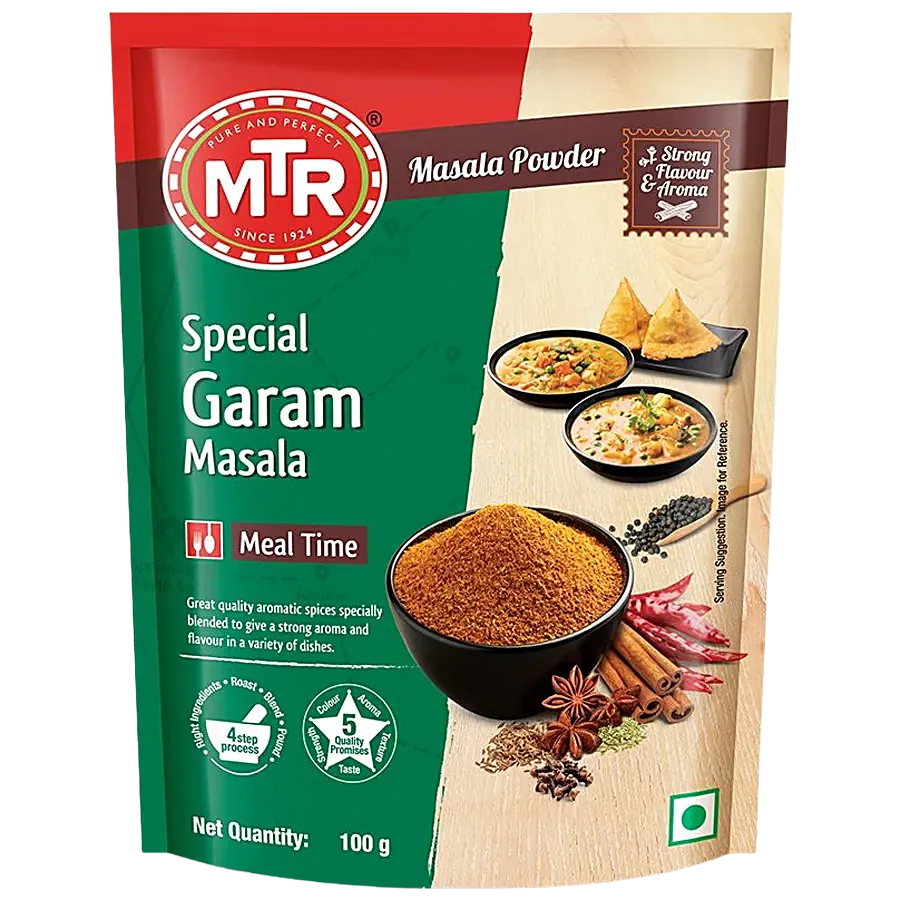 PURE AND PERFECT
MTR
®
SINCE 1924
Masala Powder
Strong
Flavour
& Aroma
Special
Garam
Masala
Meal Time
Great quality aromatic spices specially
blended to give a strong aroma and
flavour in a variety of dishes.
Right Ingredients • Roast • Blend • Pound •
4 step
process
Colour
Aroma
Strength
Texture
Taste
5
Quality
Promises
Serving Suggestion. Image for Reference.
Net Quantity: 100 g